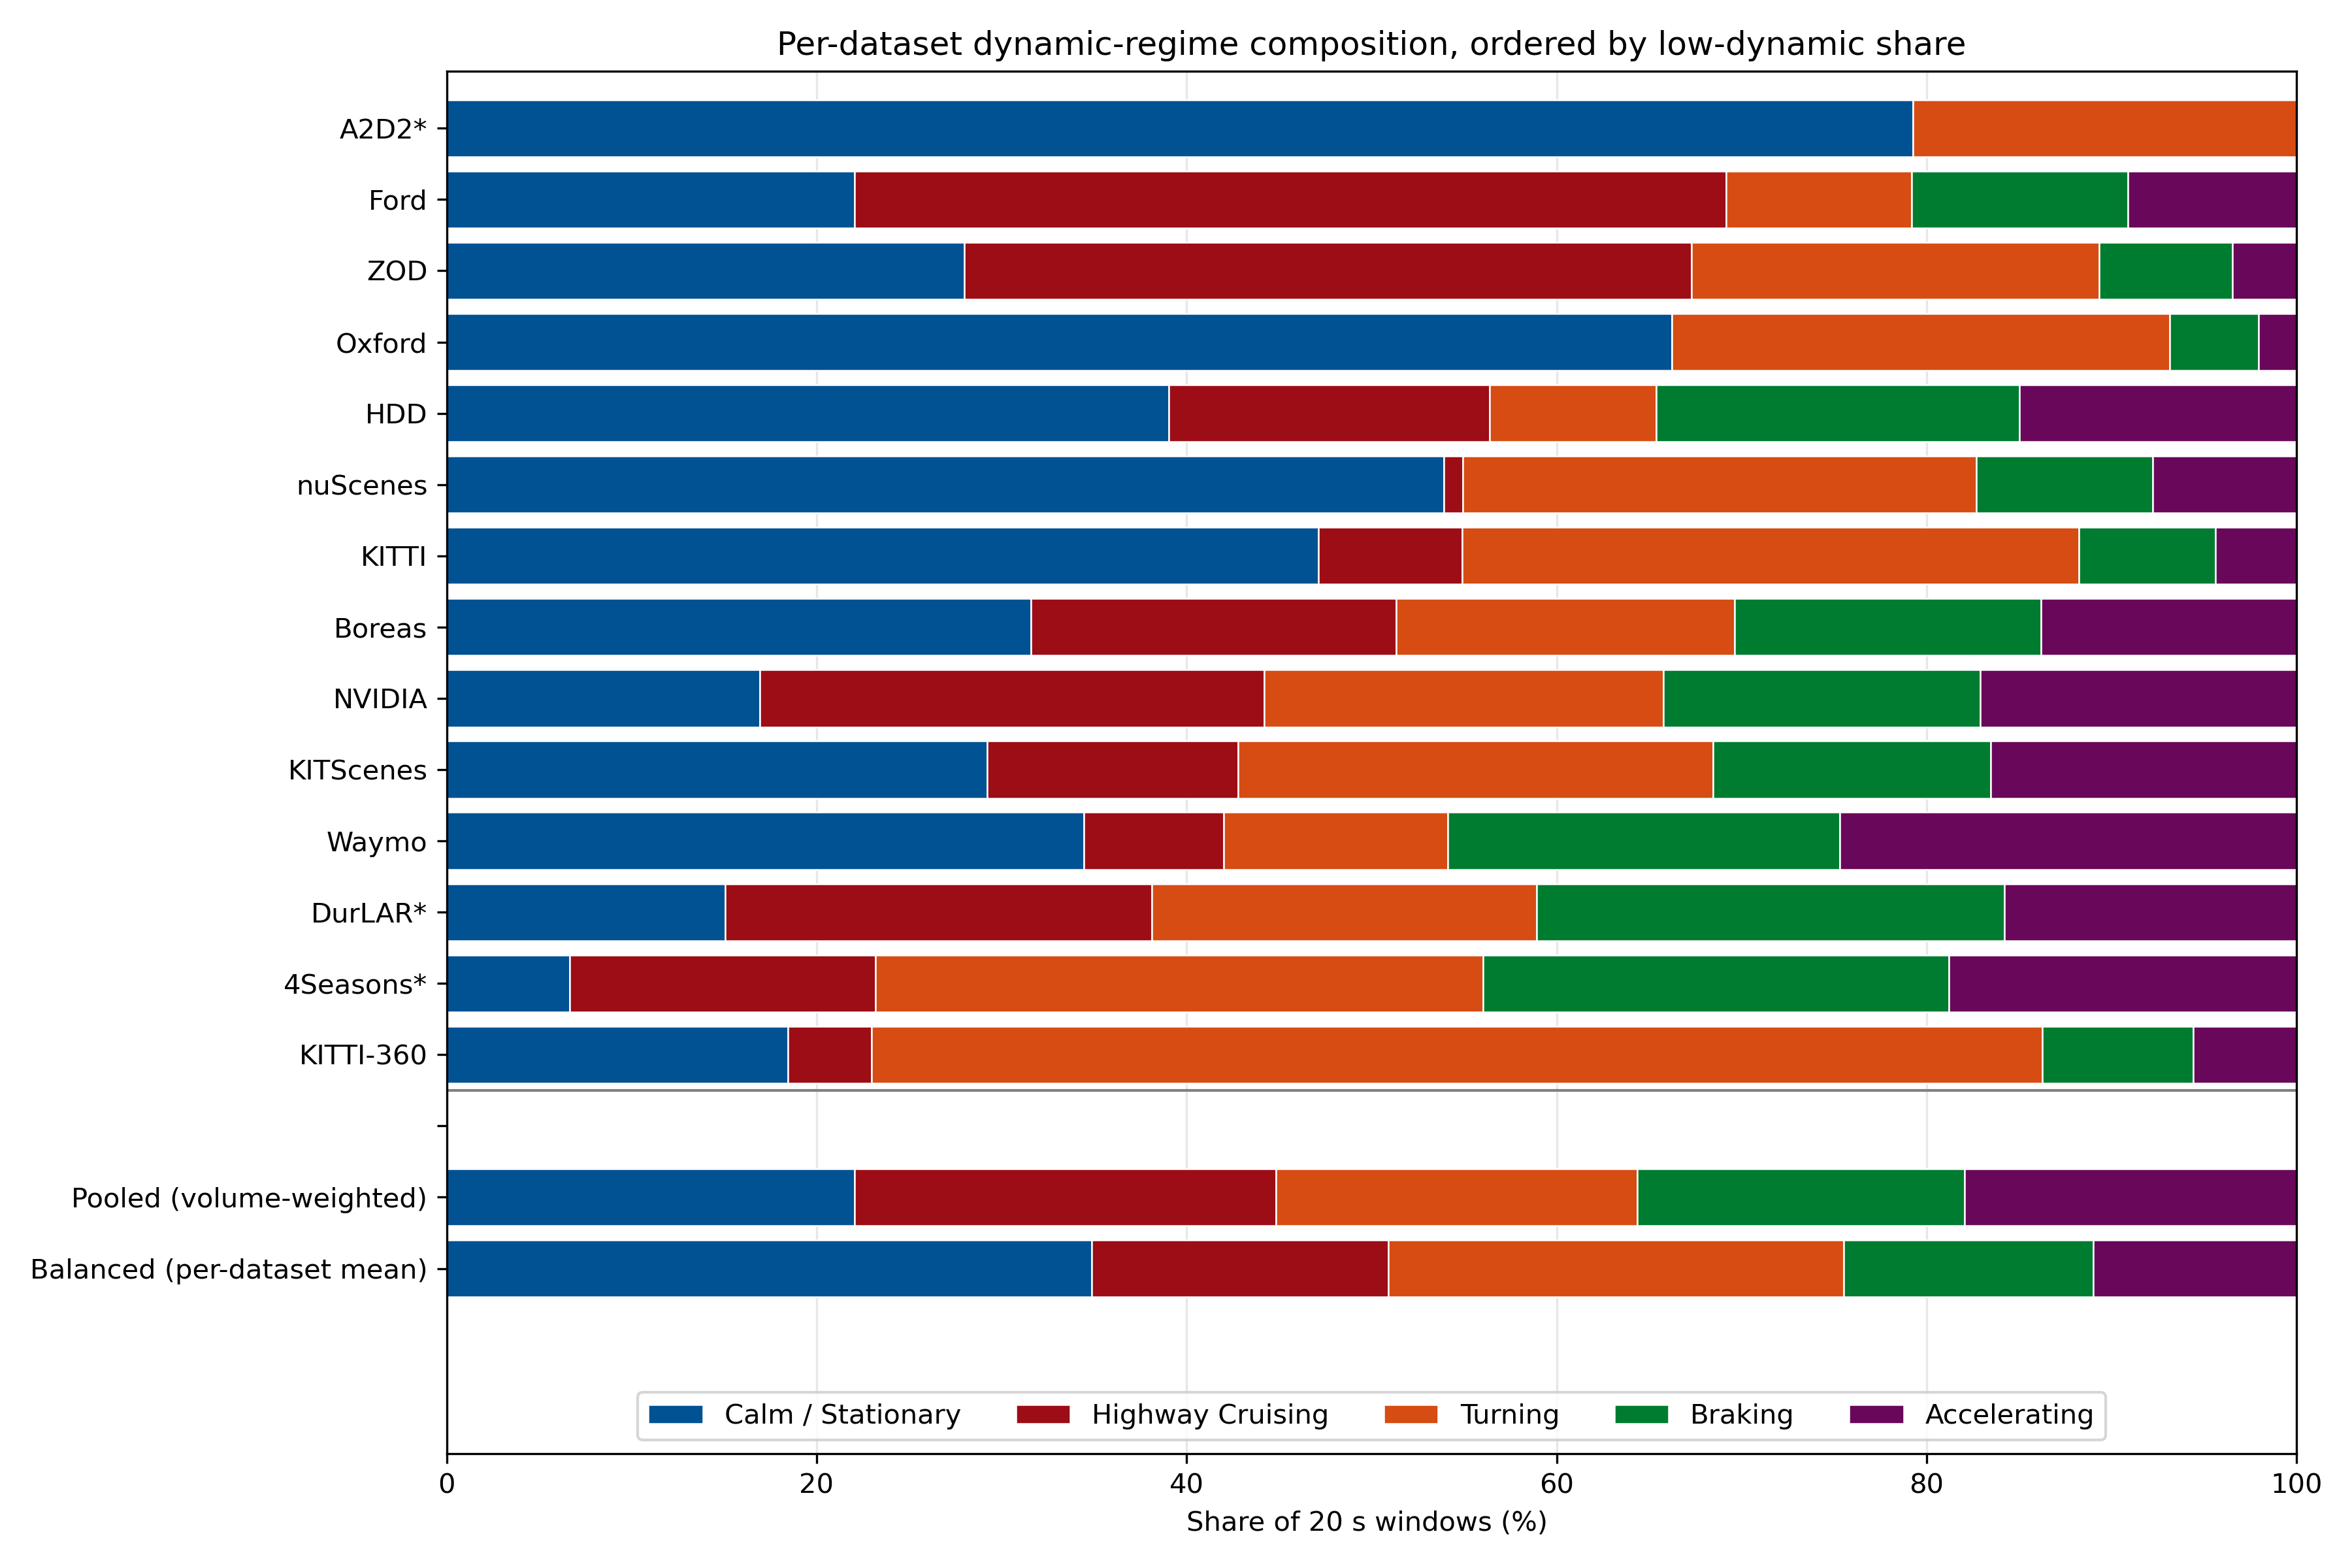 Per-dataset dynamic-regime composition, ordered by low-dynamic share
A2D2*
Ford
ZOD
Oxford
HDD
nuScenes
KITTI
Boreas
NVIDIA
KITScenes
Waymo
DurLAR*
4Seasons*
KITTI-360
Pooled (volume-weighted)
Balanced (per-dataset mean)
Calm / Stationary Highway Cruising Turning Braking Accelerating
0 20 40 60 80 100
Share of 20 s windows (%)